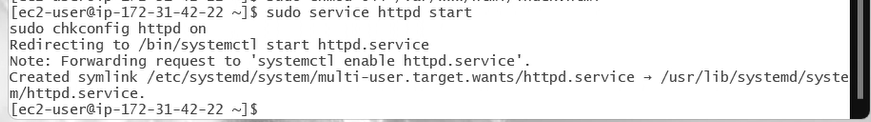 [ec2-user@ip-172-31-42-22 ~]$ sudo service httpd start
sudo chkconfig httpd on
Redirecting to /bin/systemctl start httpd.service
Note: Forwarding request to 'systemctl enable httpd.service'.
Created symlink /etc/systemd/system/multi-user.target.wants/httpd.service → /usr/lib/systemd/syste
m/httpd.service.
[ec2-user@ip-172-31-42-22 ~]$